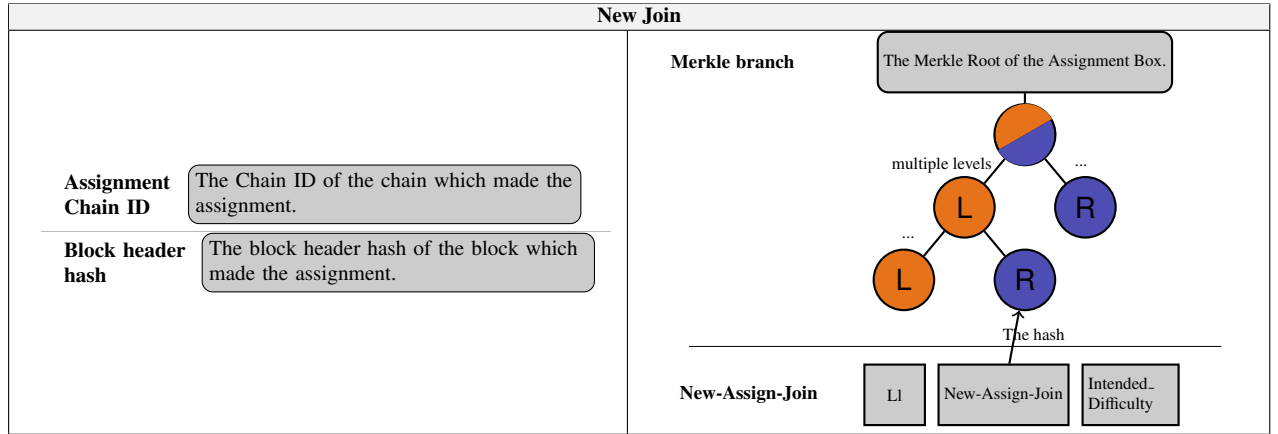 New Join
Assignment
Chain ID
The Chain ID of the chain which made the
assignment.
Block header
hash
The block header hash of the block which
made the assignment.
Merkle branch
The Merkle Root of the Assignment Box.
multiple levels
...
L
R
...
L
R
The hash
New-Assign-Join
Ll
New-Assign-Join
Intended_
Difficulty